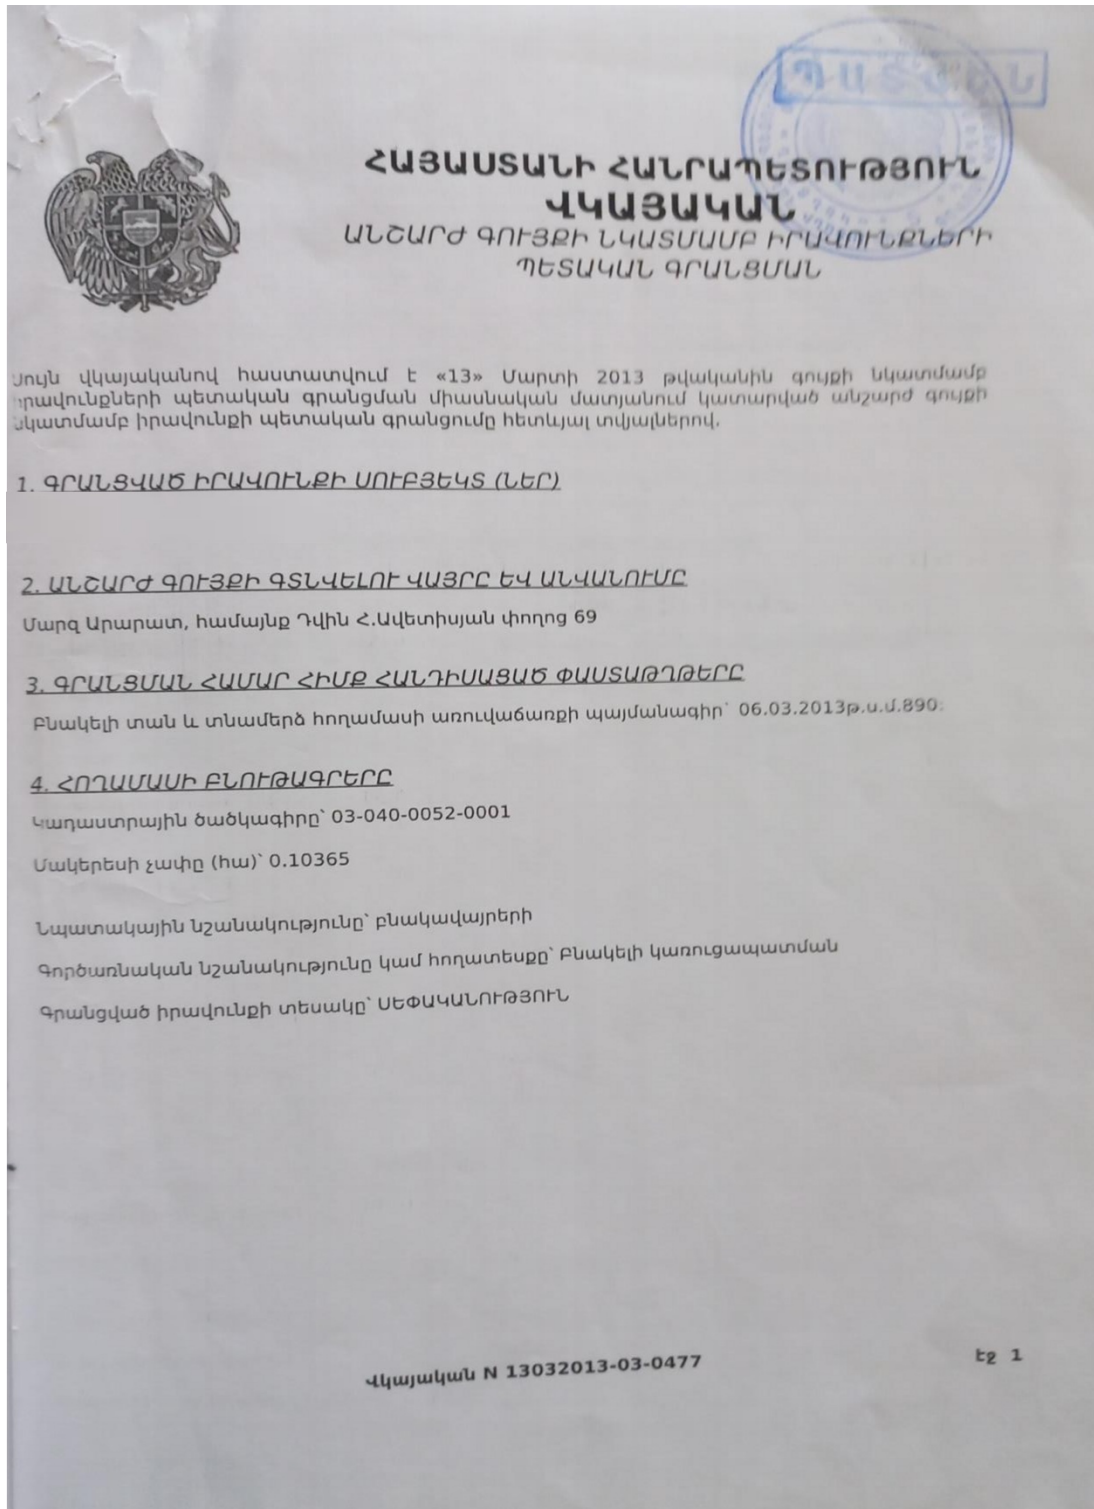 ՊԱՏՃԵՆ
ՀԱՅԱՍՏԱՆԻ ՀԱՆՐԱՊԵՏՈՒԹՅՈՒՆ
ՎԿԱՅԱԿԱՆ
ԱՆՇԱՐԺ ԳՈՒՅՔԻ ՆԿԱՏՄԱՄԲ ԻՐԱՎՈՒՆՔՆԵՐԻ
ՊԵՏԱԿԱՆ ԳՐԱՆՑՄԱՆ
Սույն վկայականով հաստատվում է «13» Մարտի 2013 թվականին գույքի նկատմամբ
իրավունքների պետական գրանցման միասնական մատյանում կատարված անշարժ գույքի
նկատմամբ իրավունքի պետական գրանցումը հետևյալ տվյալներով.
1. ԳՐԱՆՑՎԱԾ ԻՐԱՎՈՒՆՔԻ ՍՈՒԲՅԵԿՏ (ՆԵՐ)
2. ԱՆՇԱՐԺ ԳՈՒՅՔԻ ԳՏՆՎԵԼՈՒ ՎԱՅՐԸ ԵՎ ԱՆՎԱՆՈՒՄԸ
Մարզ Արարատ, համայնք Դվին Հ.Ավետիսյան փողոց 69
3. ԳՐԱՆՑՄԱՆ ՀԱՄԱՐ ՀԻՄՔ ՀԱՆԴԻՍԱՑԱԾ ՓԱՍՏԱԹՂԹԵՐԸ
Բնակելի տան և տնամերձ հողամասի առուվաճառքի պայմանագիր՝ 06.03.2013թ.ս.մ.890:
4. ՀՈՂԱՄԱՍԻ ԲՆՈՒԹԱԳՐԵՐԸ
Կադաստրային ծածկագիրը՝ 03-040-0052-0001
Մակերեսի չափը (հա)՝ 0.10365
Նպատակային նշանակությունը՝ բնակավայրերի
Գործառնական նշանակությունը կամ հողատեսքը՝ Բնակելի կառուցապատման
Գրանցված իրավունքի տեսակը՝ ՍԵՓԱԿԱՆՈՒԹՅՈՒՆ
Վկայական N 13032013-03-0477
էջ 1